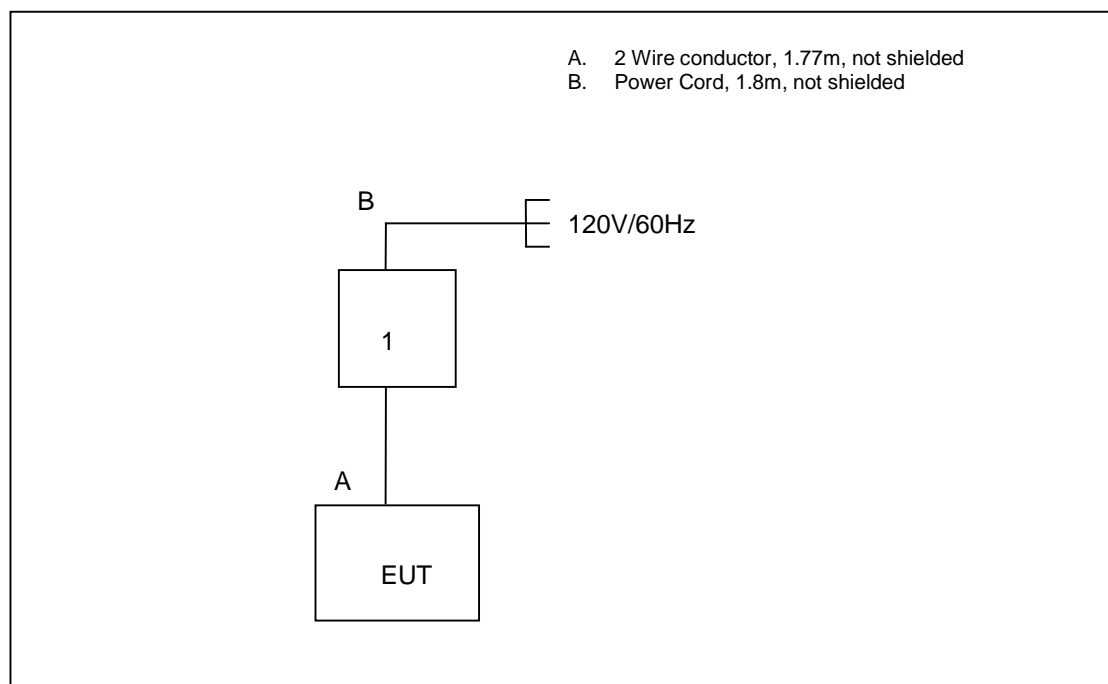 A. 2 Wire conductor, 1.77m, not shielded
B. Power Cord, 1.8m, not shielded
B
120V/60Hz
1
A
EUT